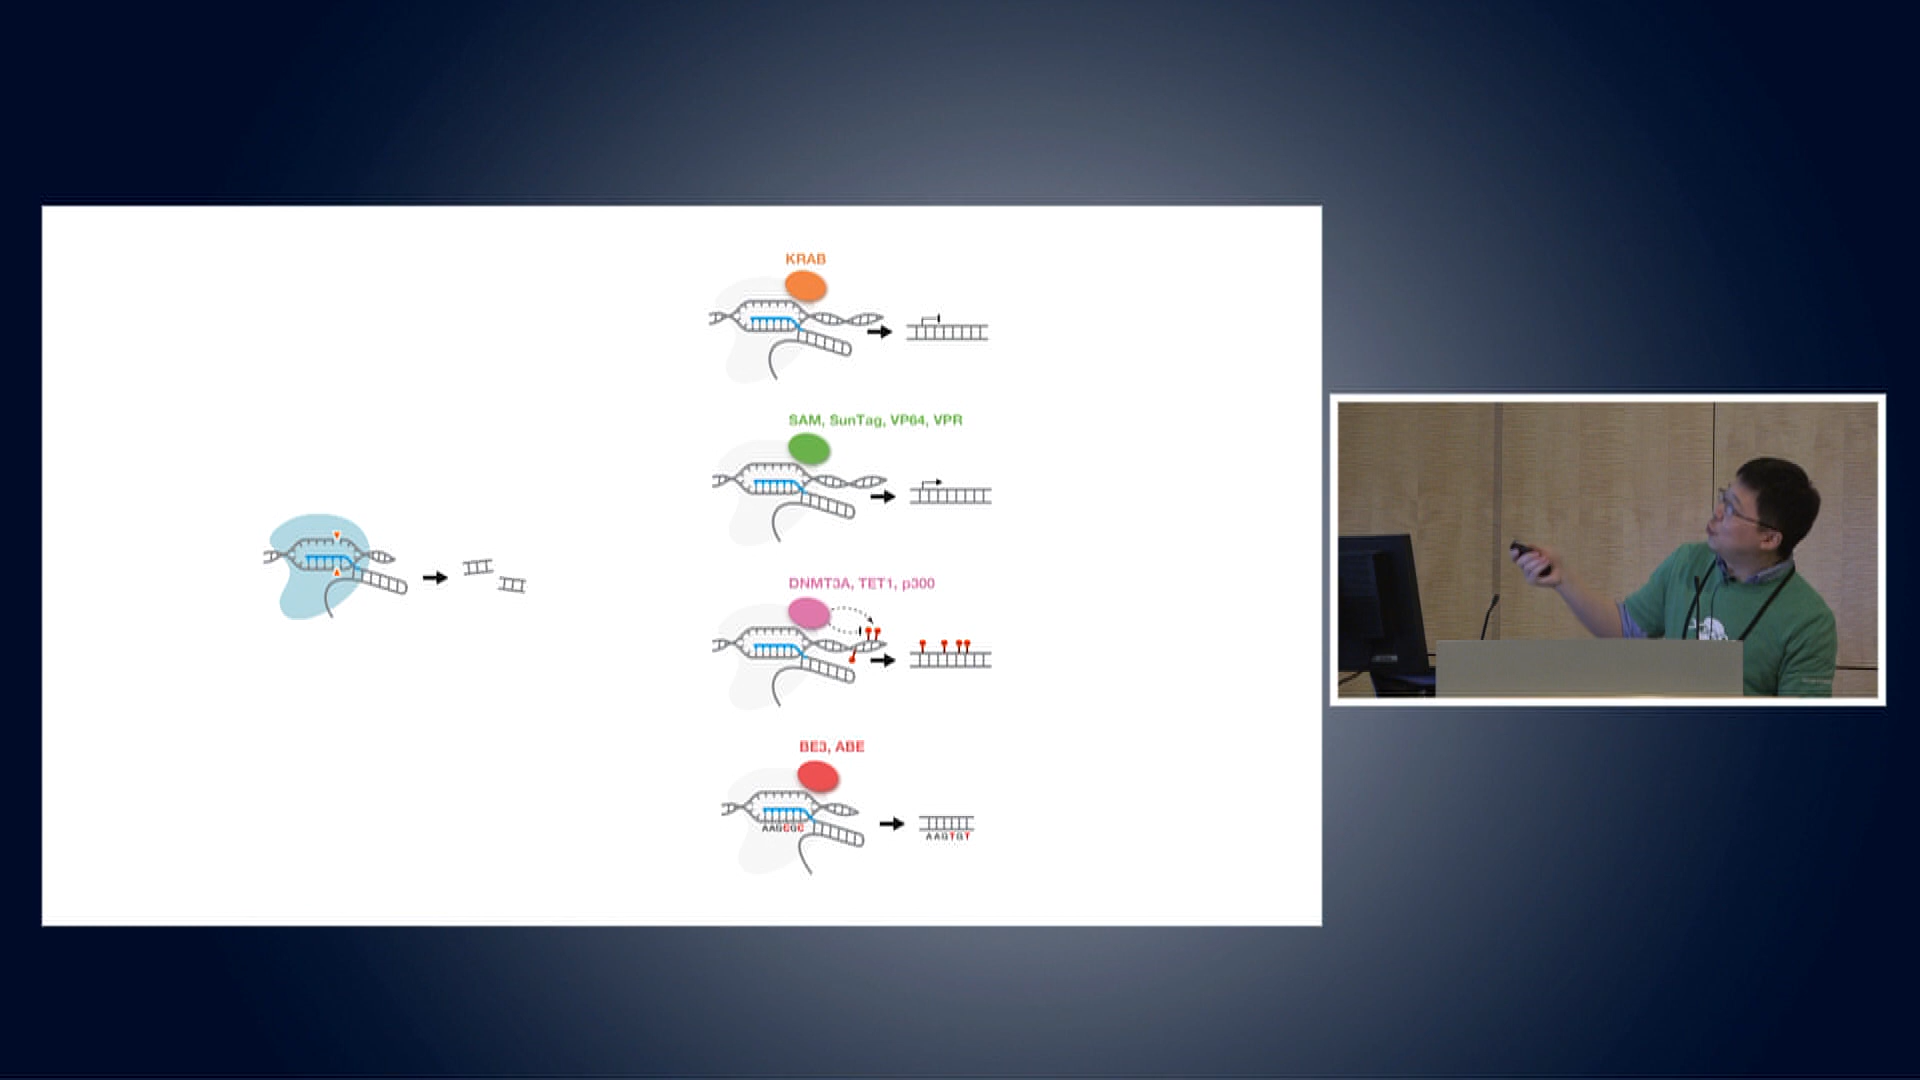 KRAB
SAM, SunTag, VP64, VPR
DNMT3A, TET1, p300
BE3, ABE
AAGCGC
AAGTGT